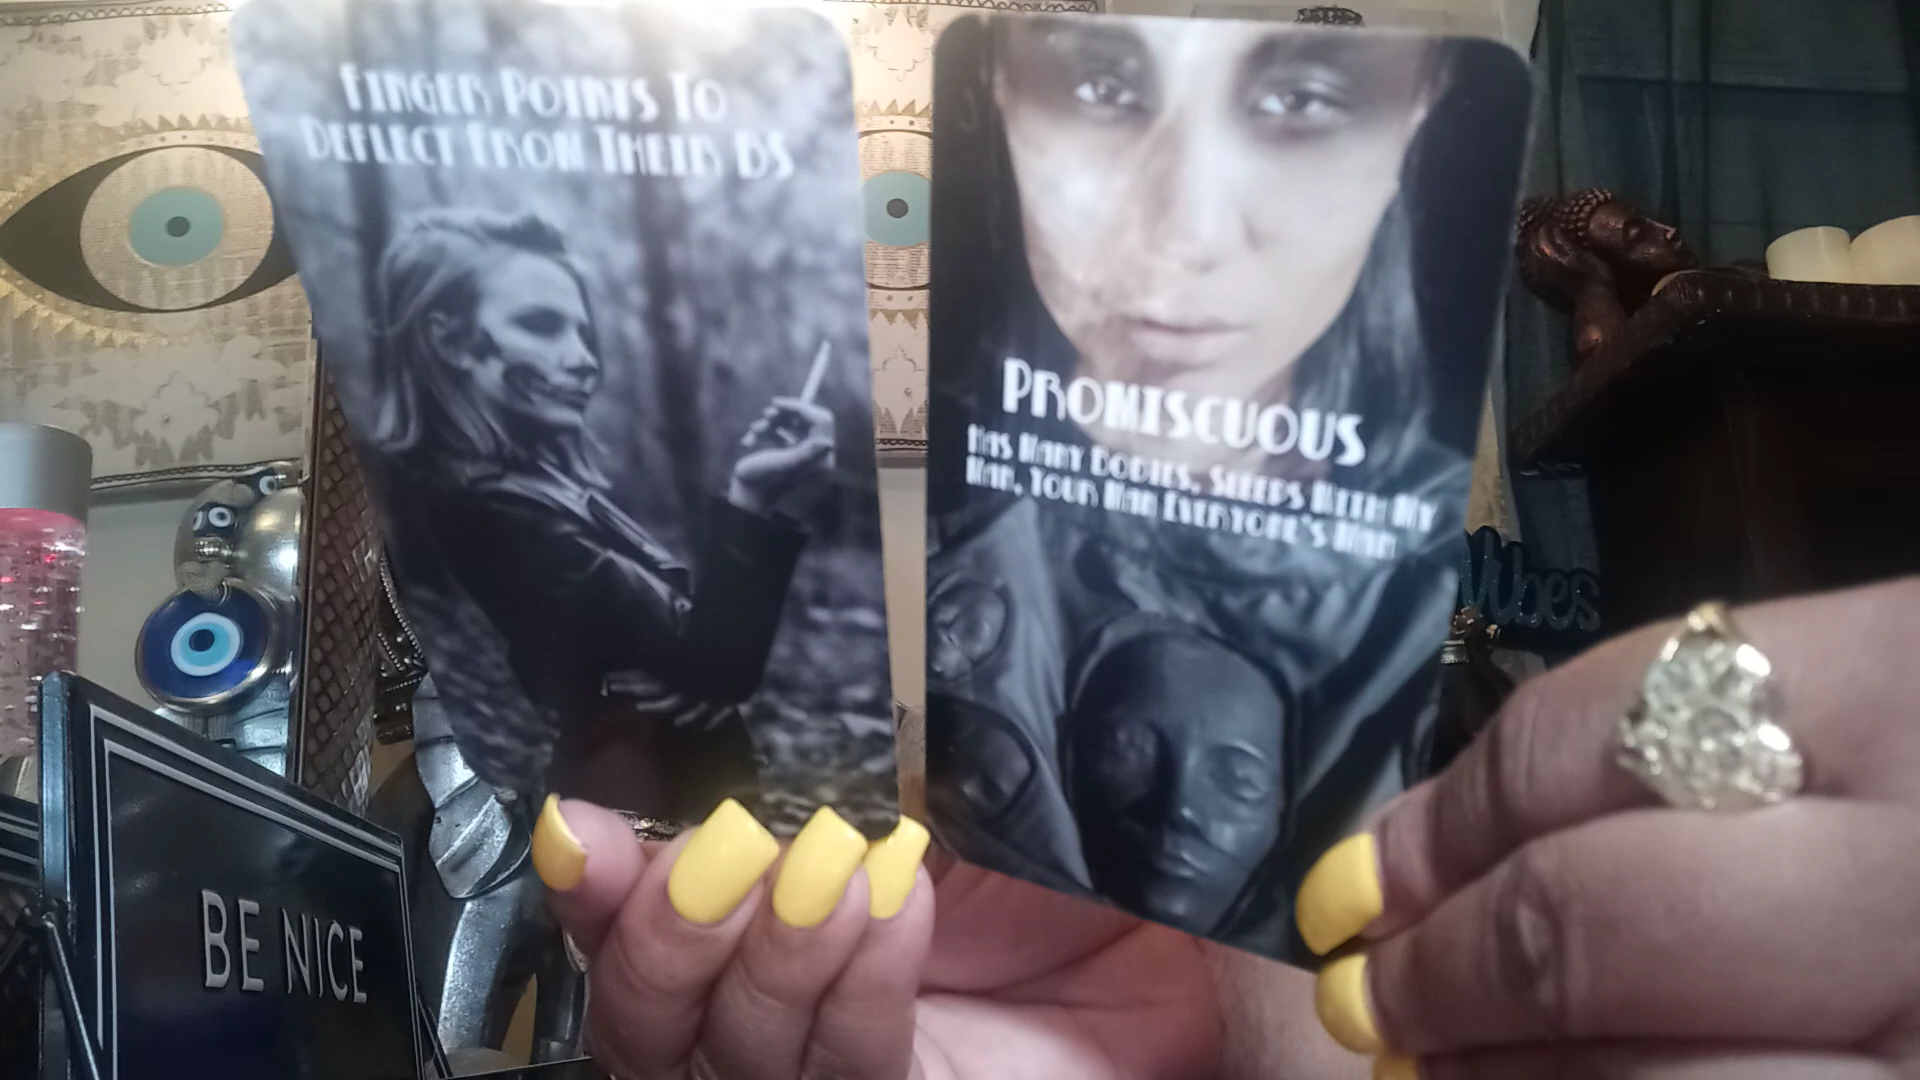 FINGER POINTS TO
DEFLECT FROM THEIR BS
PROMISCUOUS
HAS MANY BODIES, SLEEPS WITH MY
MAN, YOUR MAN EVERYONE'S MAN
Vibes
BE NICE